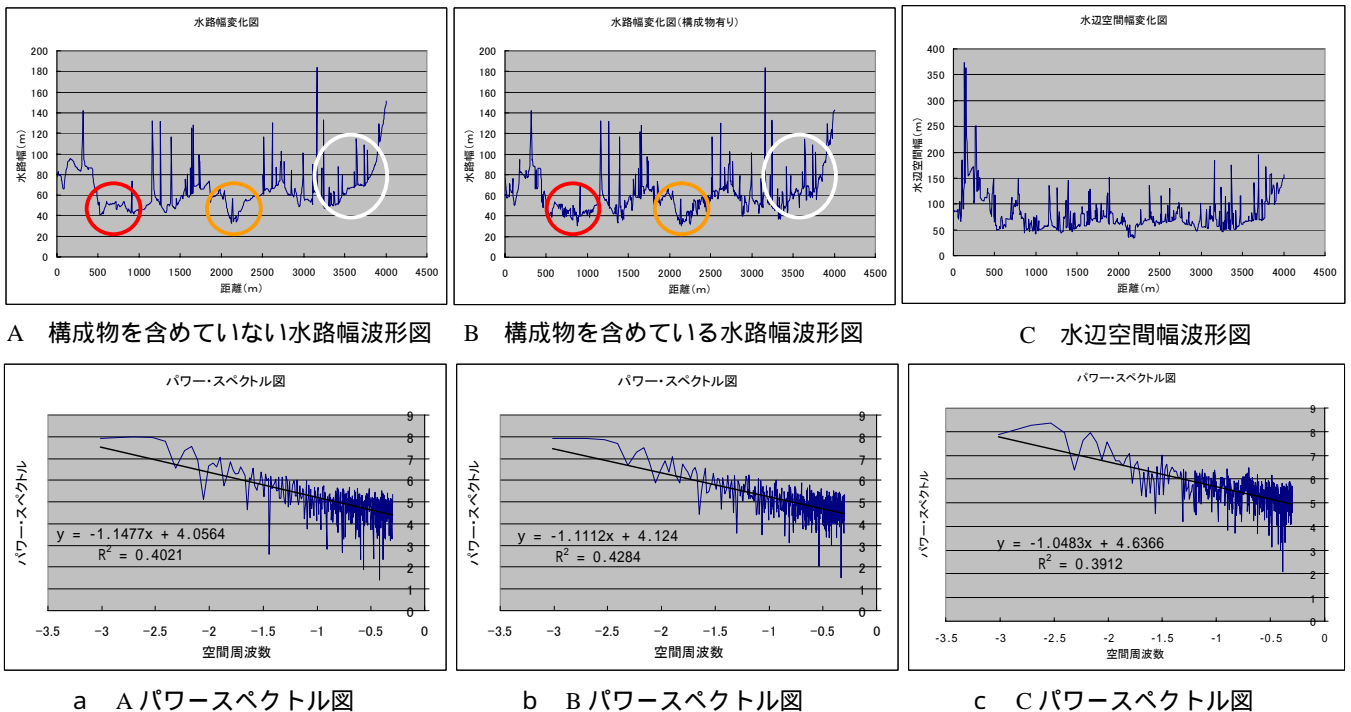 水路幅変化図
水路幅(m)
200
180
160
140
120
100
80
60
40
20
0
0 500 1000 1500 2000 2500 3000 3500 4000 4500
距離(m)
A 構成物を含めていない水路幅波形図
水路幅変化図(構成物有り)
水路幅(m)
200
180
160
140
120
100
80
60
40
20
0
0 500 1000 1500 2000 2500 3000 3500 4000 4500
距離(m)
B 構成物を含めている水路幅波形図
水辺空間幅変化図
水辺空間幅(m)
400
350
300
250
200
150
100
50
0
0 500 1000 1500 2000 2500 3000 3500 4000 4500
距離(m)
C 水辺空間幅波形図
パワー・スペクトル図
パワー・スペクトル
9
8
7
6
5
4
3
2
1
0
y = -1.1477x + 4.0564
R² = 0.4021
-3.5 -3 -2.5 -2 -1.5 -1 -0.5 0
空間周波数
a Aパワースペクトル図
パワー・スペクトル図
パワー・スペクトル
9
8
7
6
5
4
3
2
1
0
y = -1.1112x + 4.124
R² = 0.4284
-3.5 -3 -2.5 -2 -1.5 -1 -0.5 0
空間周波数
b Bパワースペクトル図
パワー・スペクトル図
パワー・スペクトル
9
8
7
6
5
4
3
2
1
0
y = -1.0483x + 4.6366
R² = 0.3912
-3.5 -3 -2.5 -2 -1.5 -1 -0.5 0
空間周波数
c Cパワースペクトル図